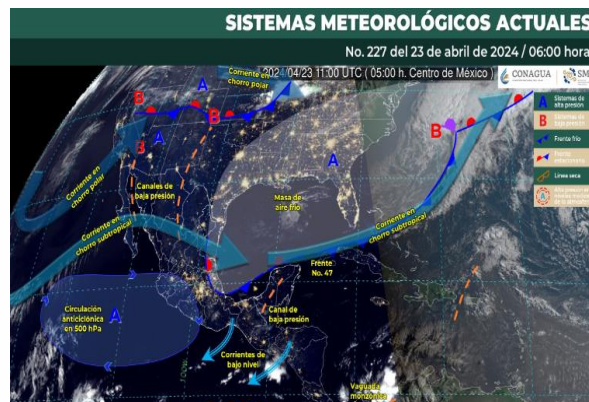 SISTEMAS METEOROLÓGICOS ACTUALES
No. 227 del 23 de abril de 2024 / 06:00 hora
2024/04/23 11:00 UTC ( 05:00 h. Centro de México )
CONAGUA
SM
A
Corriente en
chorro polar
B
B
A
B
Sistemas de
alta presión
Sistemas de
baja presión
Frente frío
Frente
estacionario
Línea seca
A
B
A
B
B
A
Corriente en
chorro polar
Canales de
baja presión
Masa de
aire frío
Corriente en
chorro subtropical
Corriente en
chorro subtropical
Frente
No. 47
Circulación
anticiclónica
en 500 hPa
A
Canal de
baja presión
Corrientes de
bajo nivel
Vaguada
monzónica